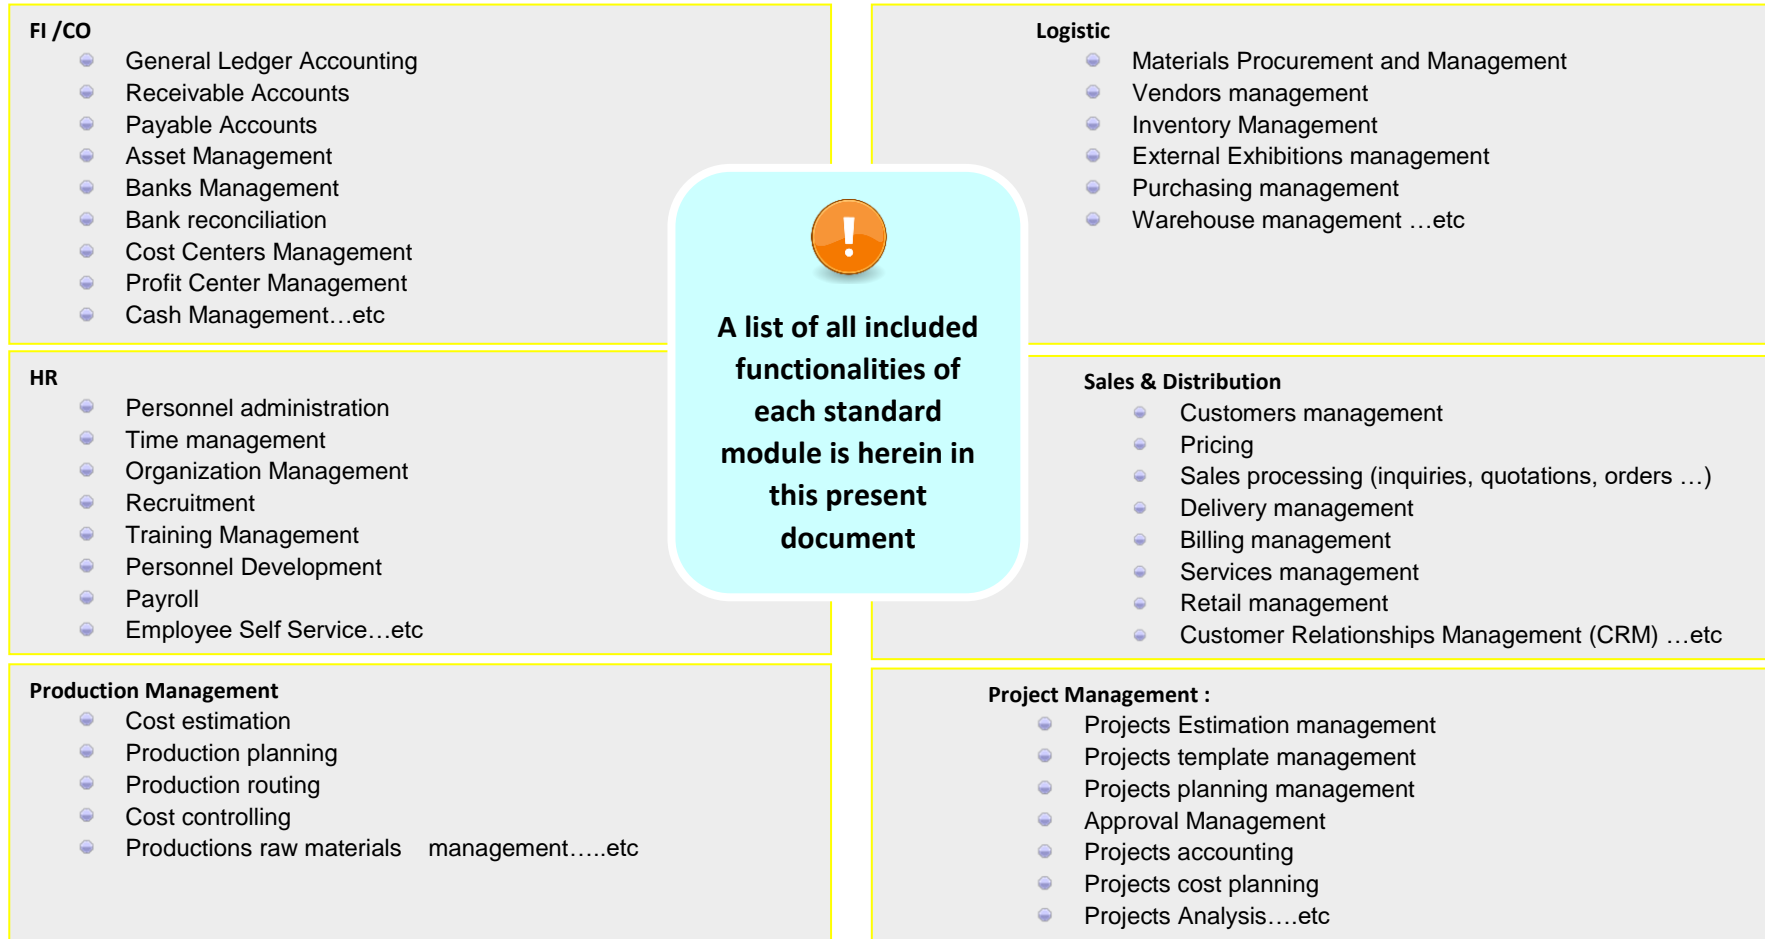 FI /CO
General Ledger Accounting
Receivable Accounts
Payable Accounts
Asset Management
Banks Management
Bank reconciliation
Cost Centers Management
Profit Center Management
Cash Management…etc
Logistic
Materials Procurement and Management
Vendors management
Inventory Management
External Exhibitions management
Purchasing management
Warehouse management …etc
A list of all included
functionalities of
each standard
module is herein in
this present
document
HR
Personnel administration
Time management
Organization Management
Recruitment
Training Management
Personnel Development
Payroll
Employee Self Service…etc
Sales & Distribution
Customers management
Pricing
Sales processing (inquiries, quotations, orders …)
Delivery management
Billing management
Services management
Retail management
Customer Relationships Management (CRM) …etc
Production Management
Cost estimation
Production planning
Production routing
Cost controlling
Productions raw materials management…..etc
Project Management :
Projects Estimation management
Projects template management
Projects planning management
Approval Management
Projects accounting
Projects cost planning
Projects Analysis….etc